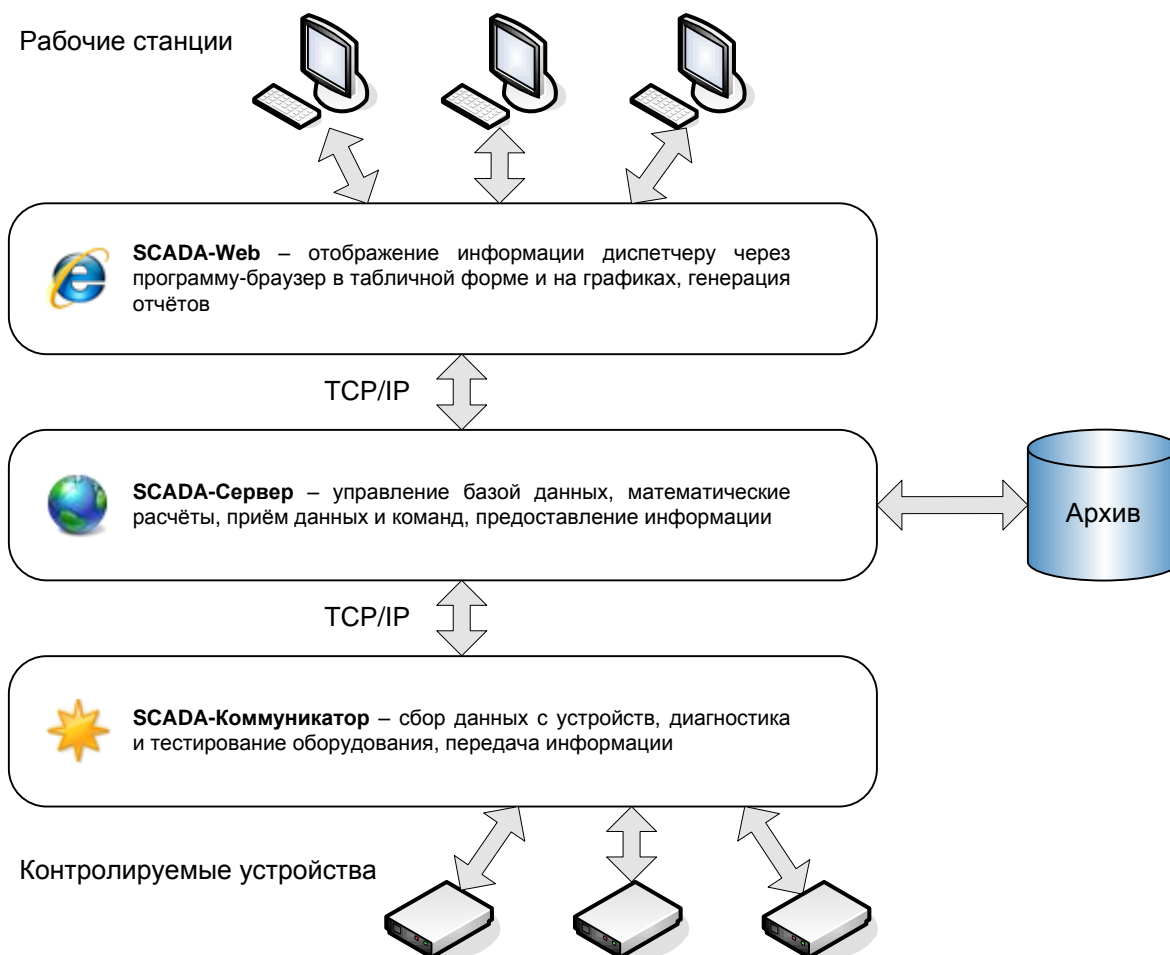 Рабочие станции
SCADA-Web – отображение информации диспетчеру через
программу-браузер в табличной форме и на графиках, генерация
отчётов
TCP/IP
SCADA-Сервер – управление базой данных, математические
расчёты, приём данных и команд, предоставление информации
Архив
TCP/IP
SCADA-Коммуникатор – сбор данных с устройств, диагностика
и тестирование оборудования, передача информации
Контролируемые устройства